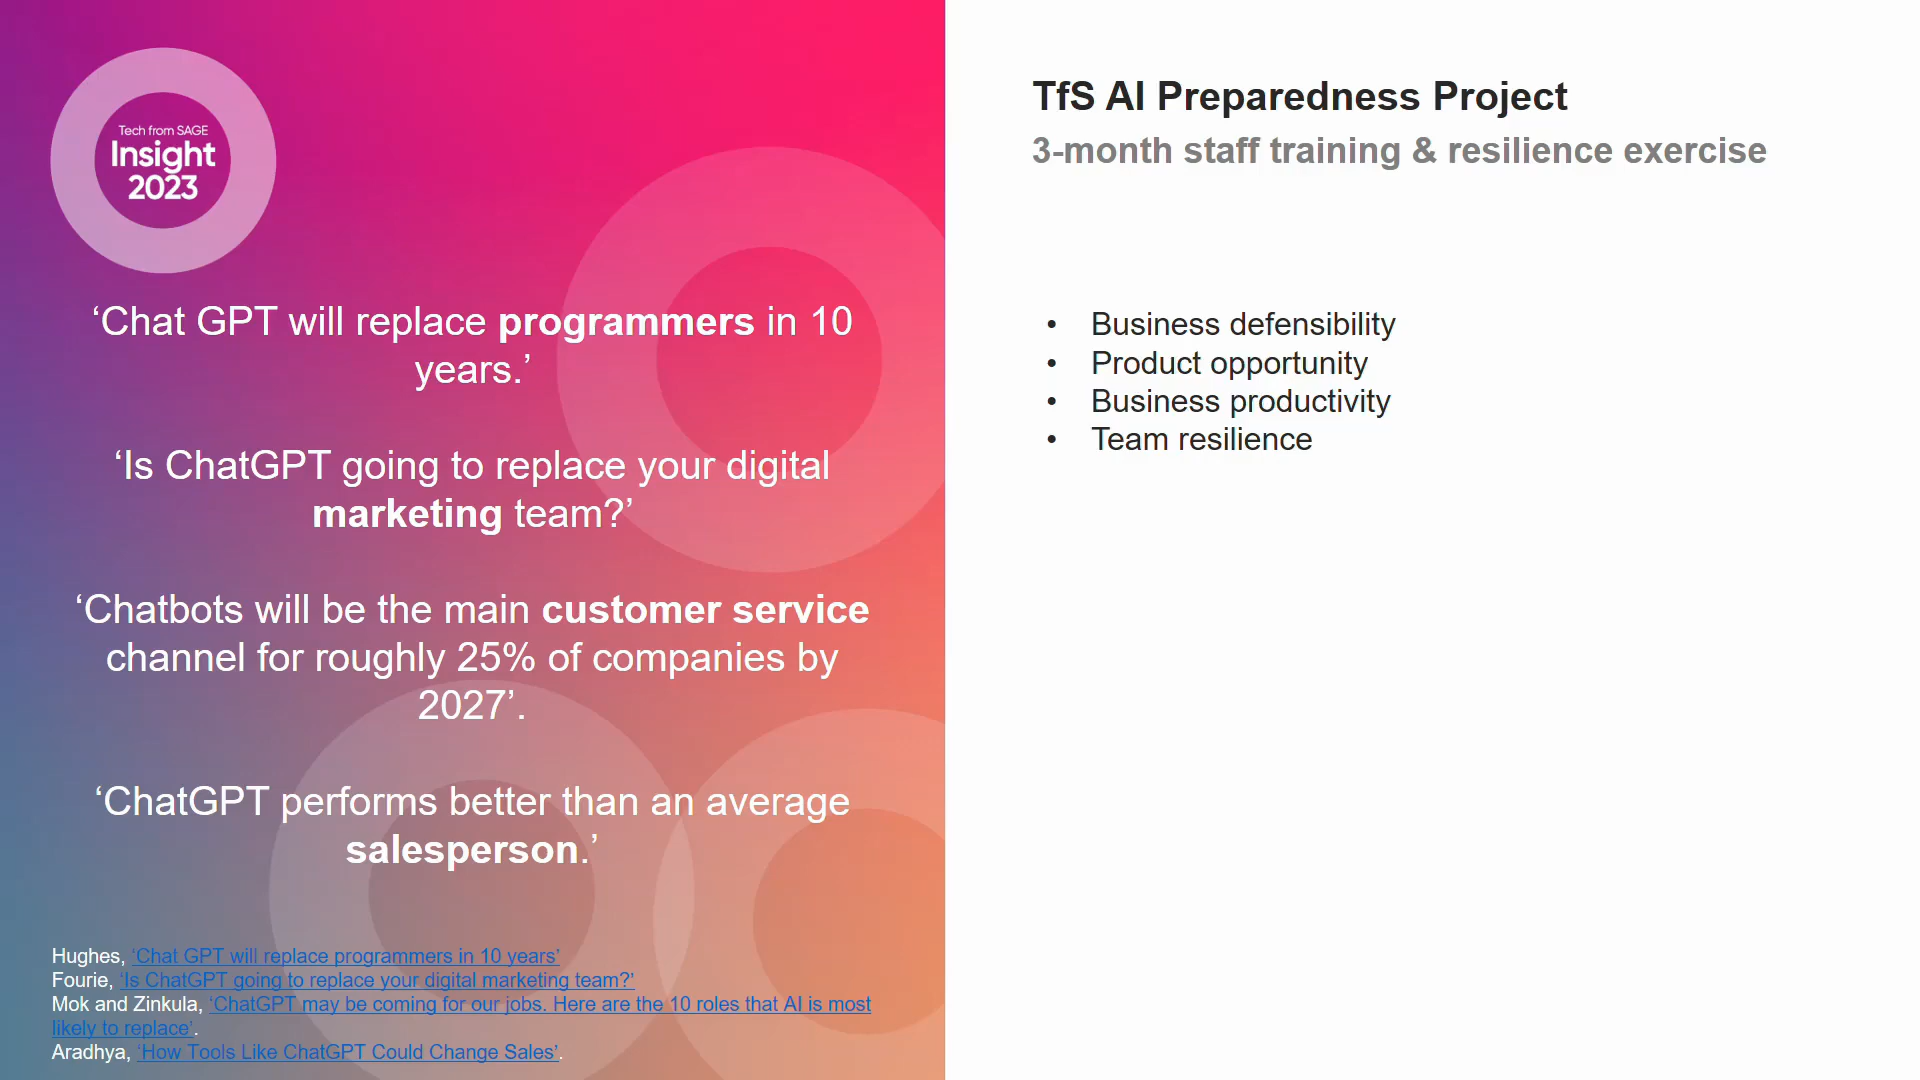 Tech from SAGE
Insight
2023
‘Chat GPT will replace programmers in 10
years.’
‘Is ChatGPT going to replace your digital
marketing team?’
‘Chatbots will be the main customer service
channel for roughly 25% of companies by
2027’.
‘ChatGPT performs better than an average
salesperson.’
Hughes, ‘Chat GPT will replace programmers in 10 years’
Fourie, ‘Is ChatGPT going to replace your digital marketing team?’
Mok and Zinkula, ‘ChatGPT may be coming for our jobs. Here are the 10 roles that AI is most
likely to replace’.
Aradhya, ‘How Tools Like ChatGPT Could Change Sales’.
TfS AI Preparedness Project
3-month staff training & resilience exercise
• Business defensibility
• Product opportunity
• Business productivity
• Team resilience